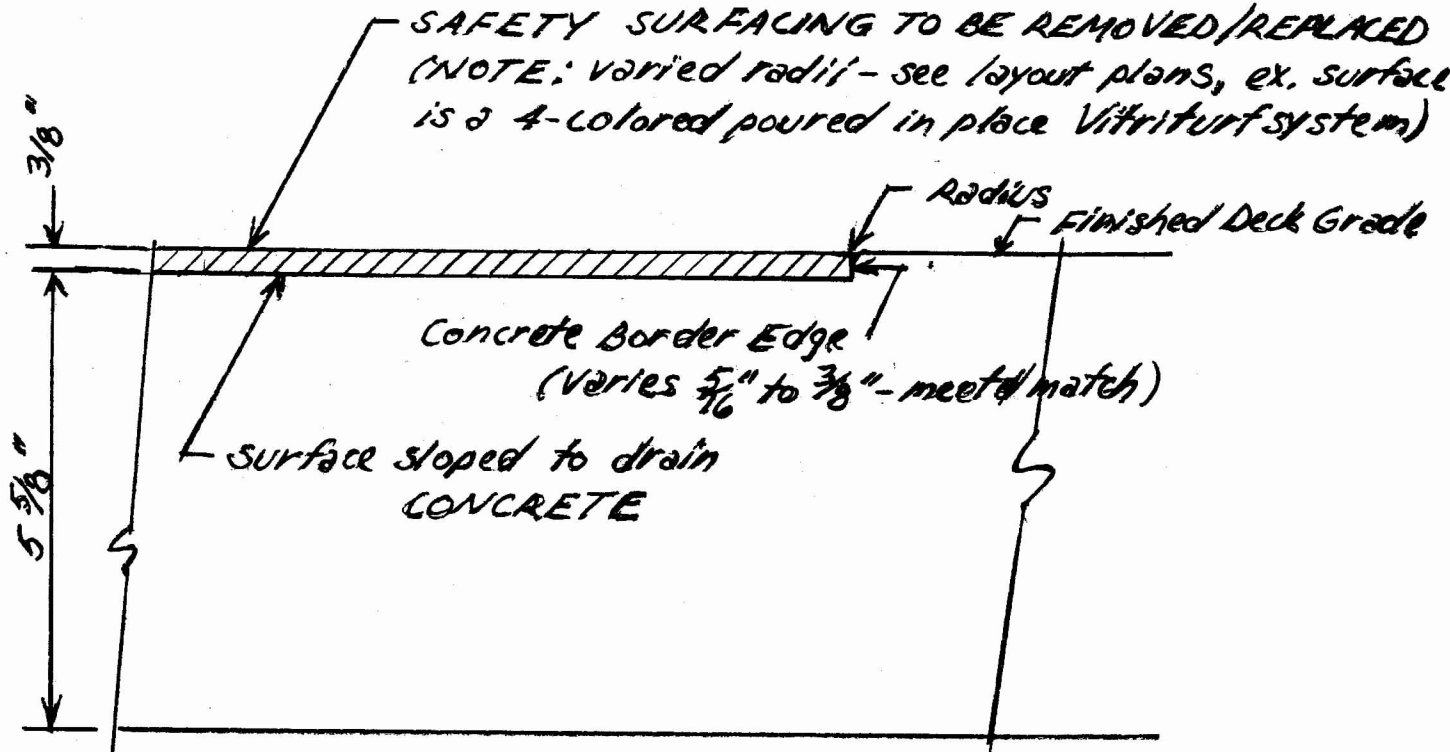 SAFETY SURFACING TO BE REMOVED/REPLACED
(NOTE: varied radii - see layout plans, ex. surface
is a 4-colored poured in place Vitriturf system)
3/8"
Radius
Finished Deck Grade
Concrete Border Edge
(varies 5/16" to 3/8" - meet/match)
surface sloped to drain
CONCRETE
5 5/8"